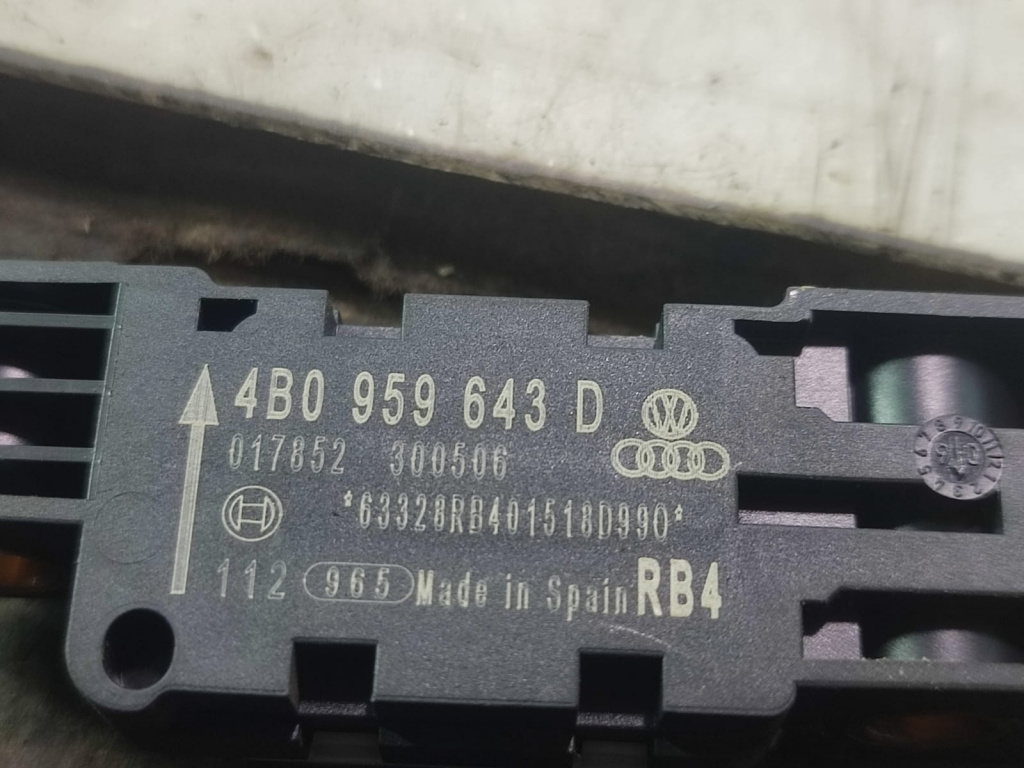 4B0 959 643 D
017852 300506
*63328RB401518D990*
112 965 Made in Spain RB4